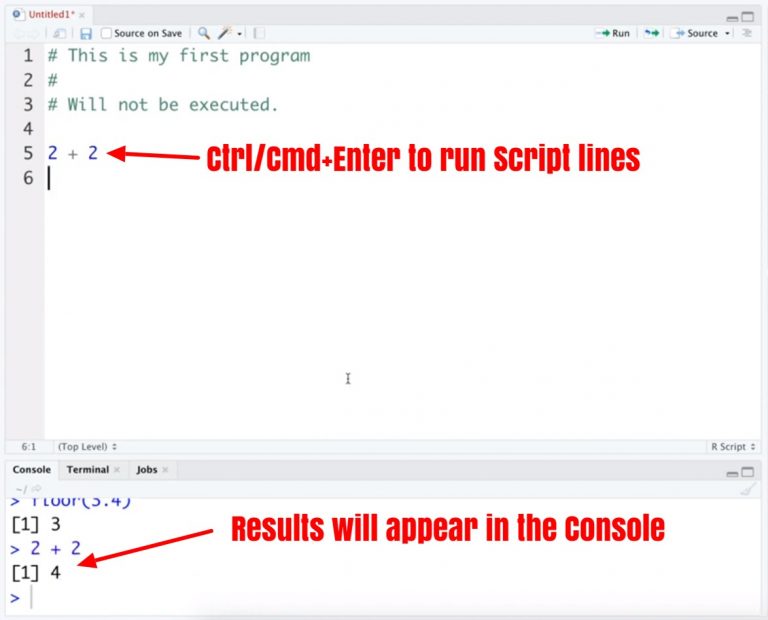 Untitled1*
Source on Save Run Source
1 # This is my first program
2 #
3 # Will not be executed.
4
5 2 + 2 Ctrl/Cmd+Enter to run Script lines
6
6:1 (Top Level) R Script
Console Terminal Jobs
~/
> floor(3.4)
[1] 3 Results will appear in the Console
> 2 + 2
[1] 4
>